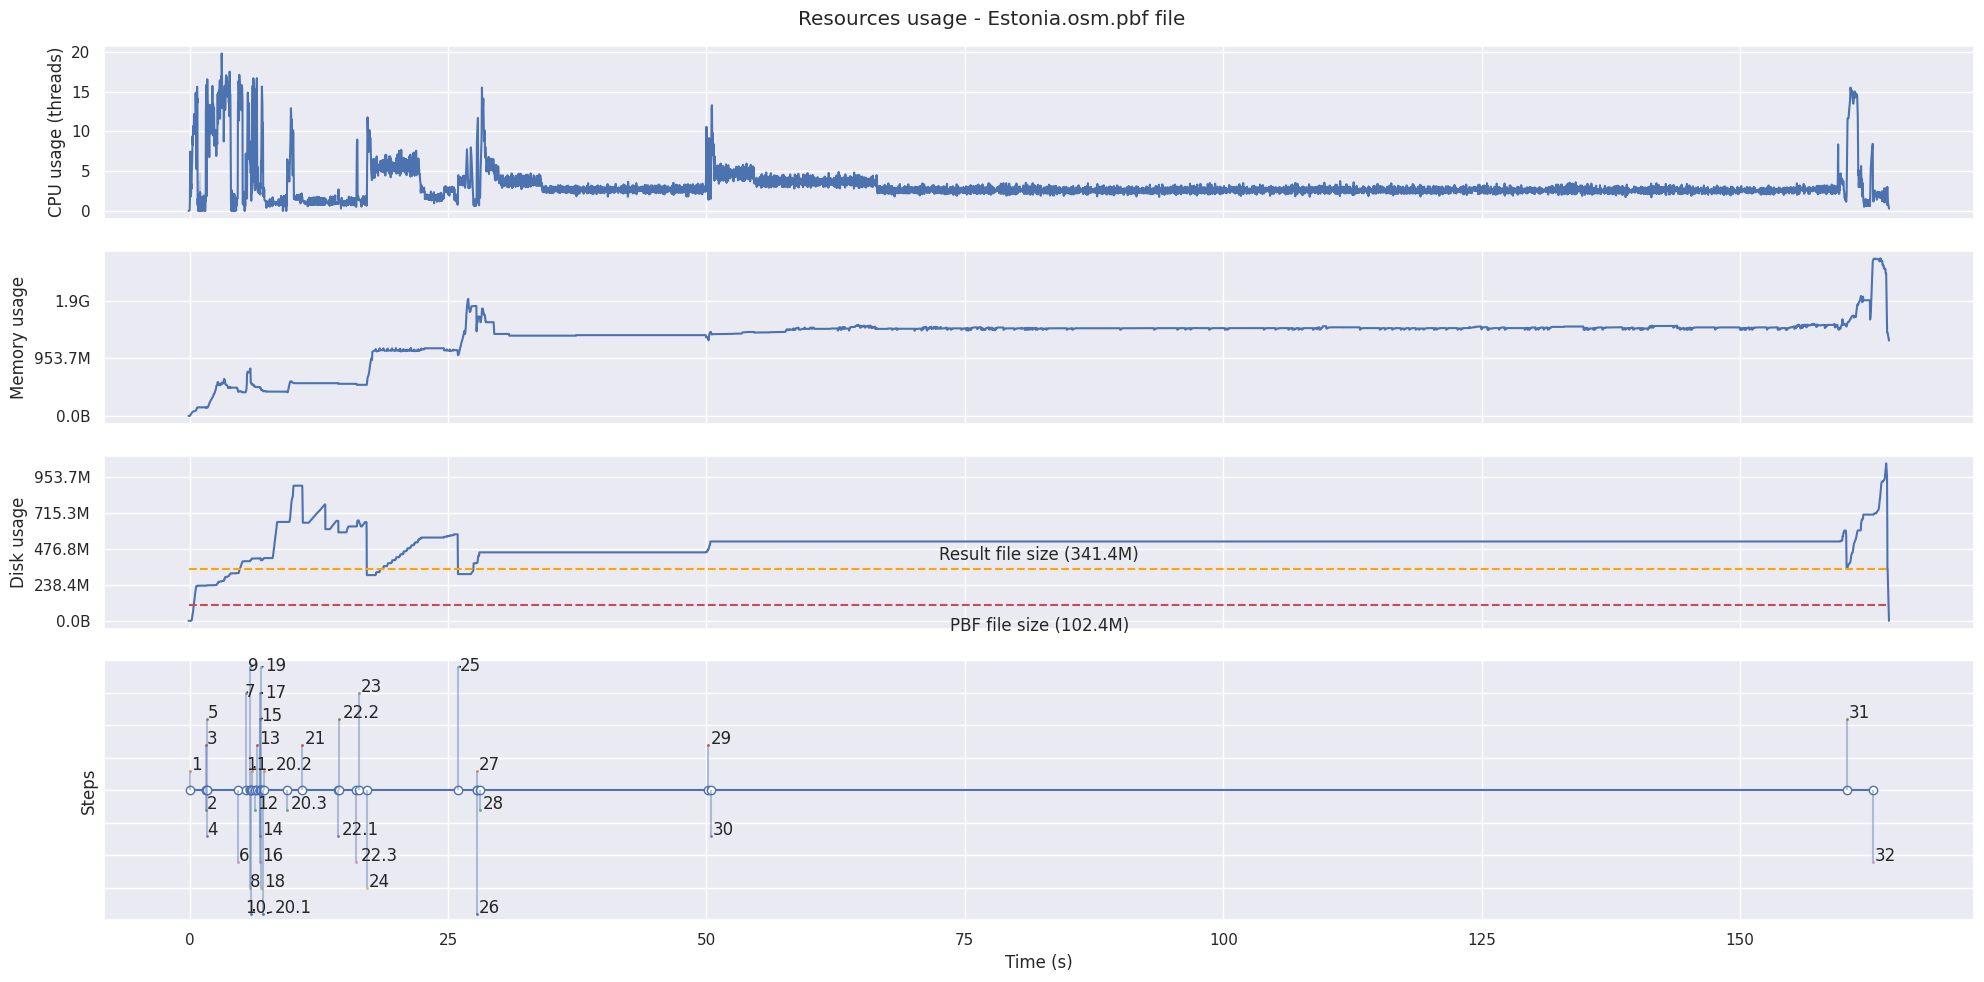 Resources usage - Estonia.osm.pbf file
CPU usage (threads)
20
15
10
5
0
Memory usage
1.9G
953.7M
0.0B
Disk usage
953.7M
715.3M
476.8M
238.4M
0.0B
Result file size (341.4M)
PBF file size (102.4M)
Steps
9 19 25
7 17 23
5 15 22.2 31
3 13 21 29
1 11 20.2 27
2 12 20.3 28
4 14 22.1 30
6 16 22.3 32
8 18 24
10 20.1 26
0 25 50 75 100 125 150
Time (s)